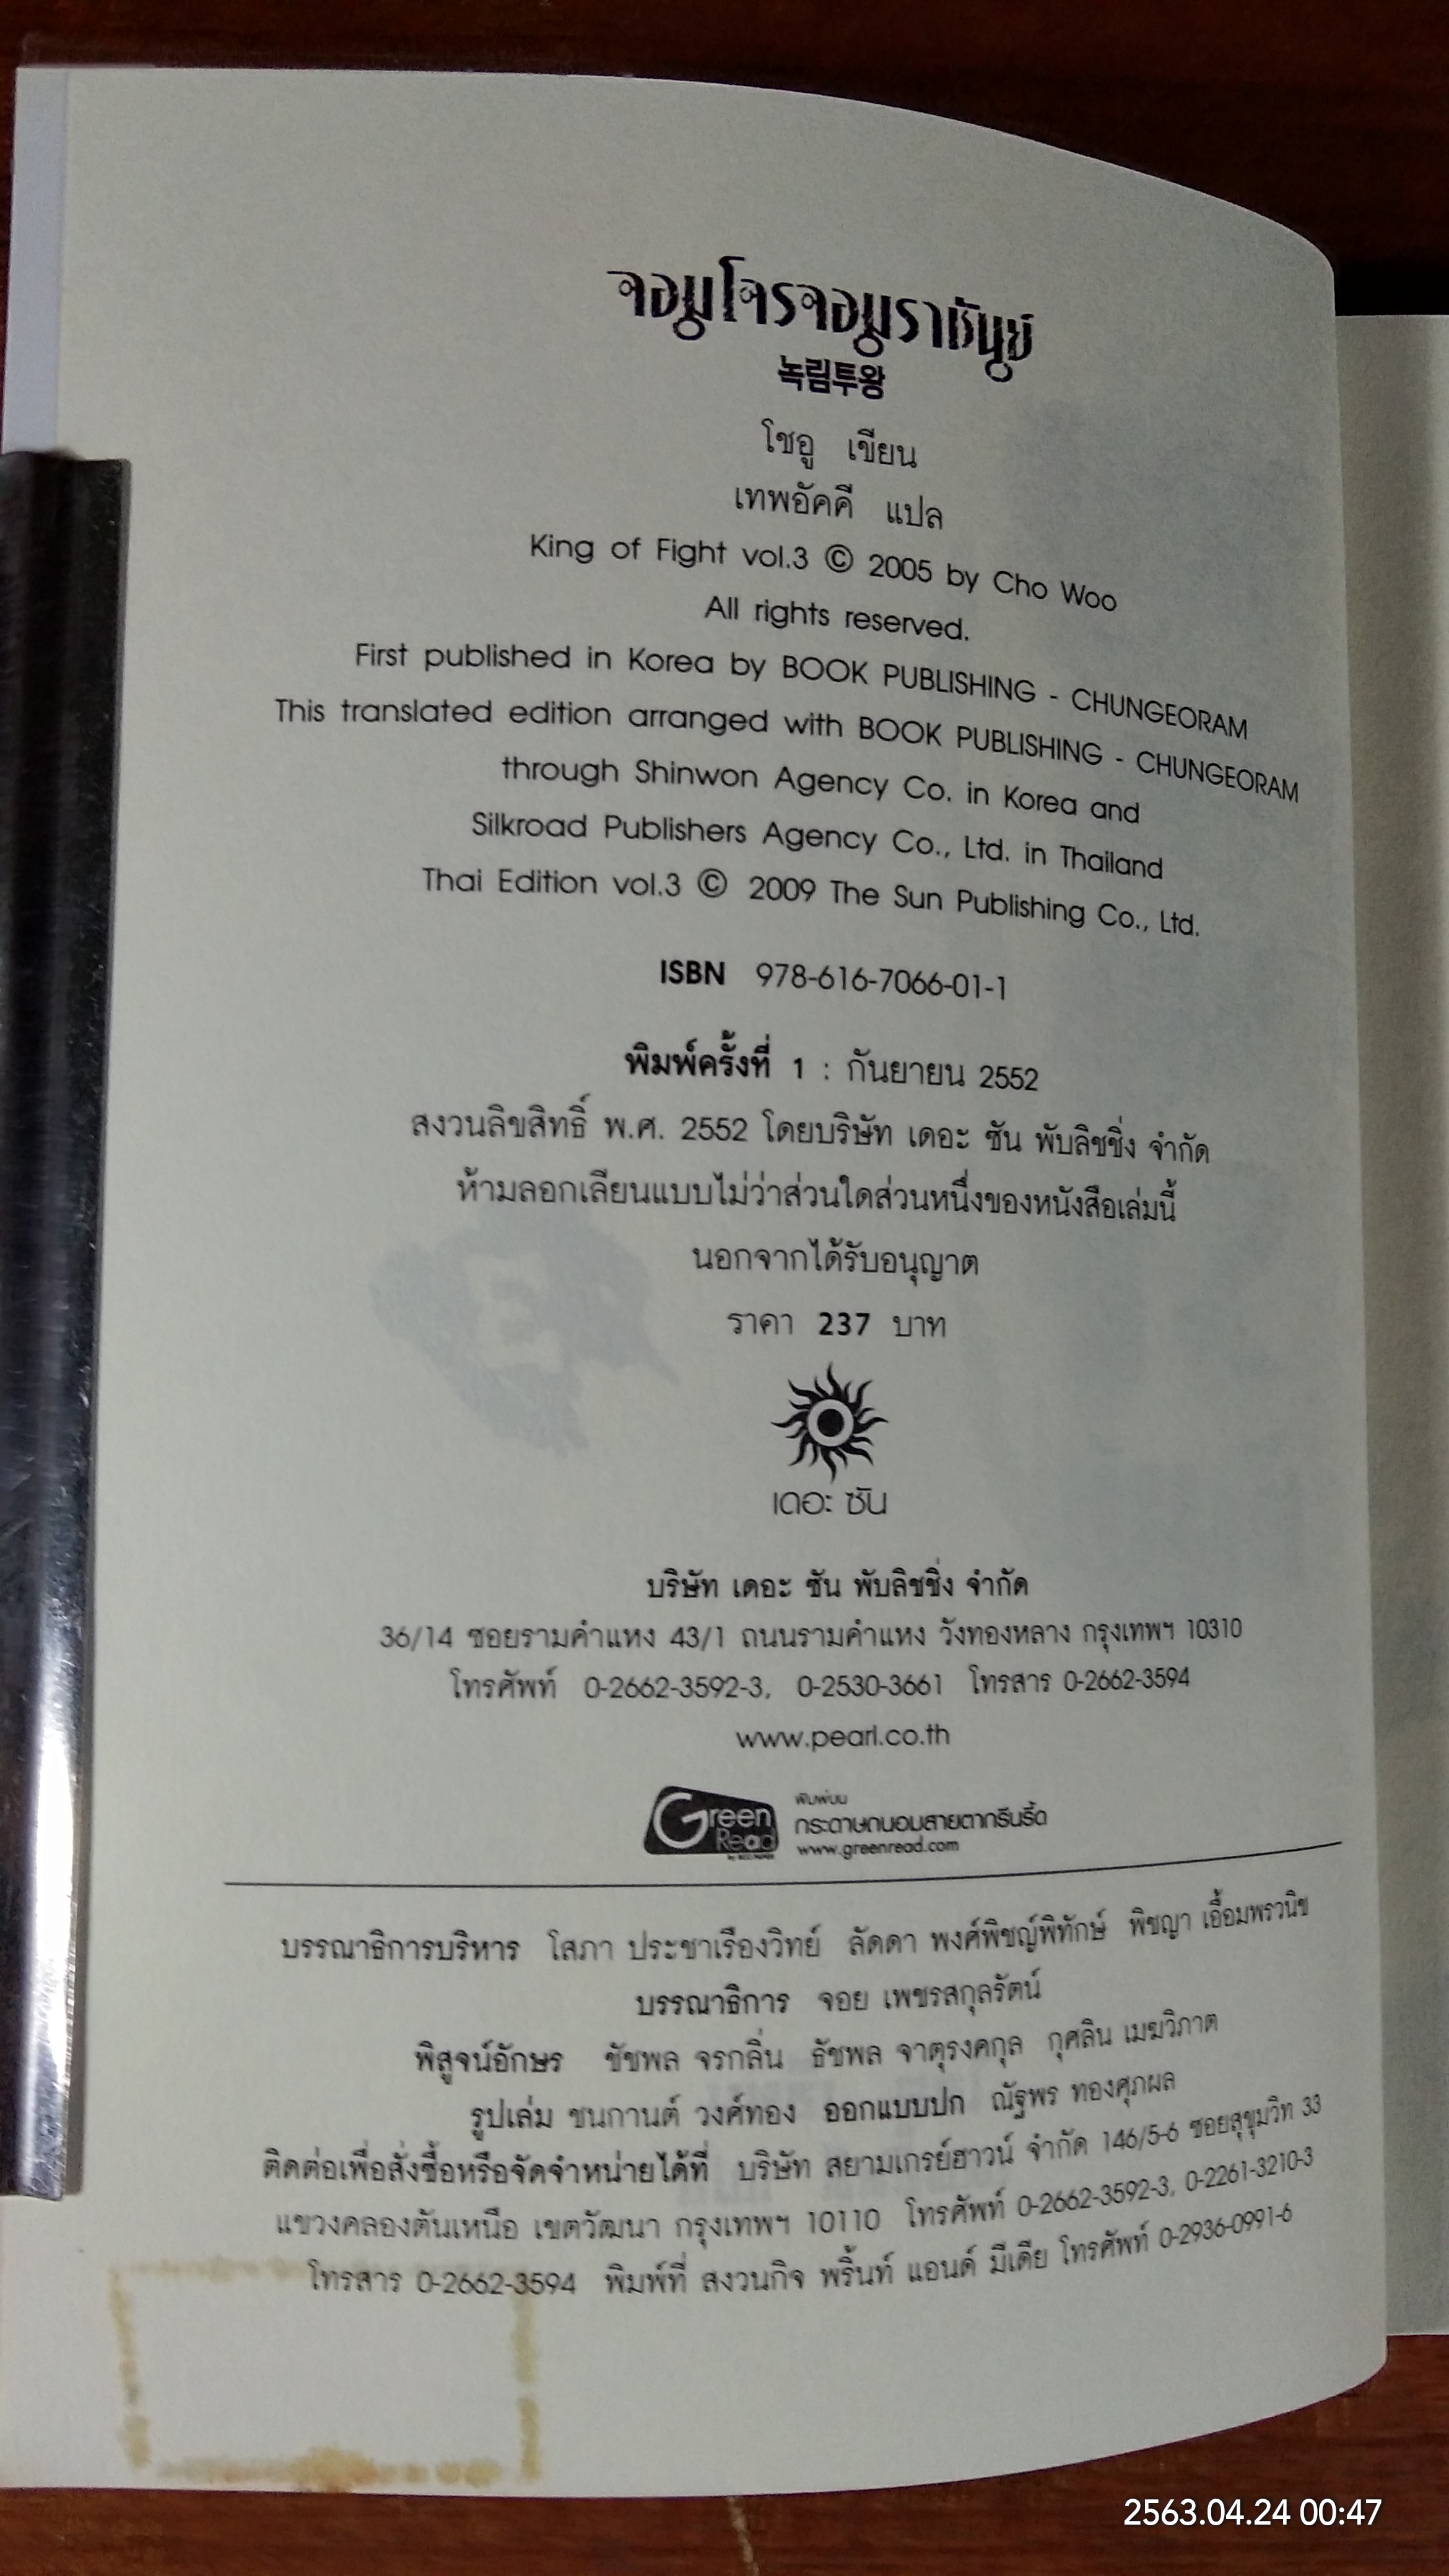 จอมโจรจอมราชันย์
녹림투왕
โชอู เขียน
เทพอัคคี แปล
King of Fight vol.3 © 2005 by Cho Woo
All rights reserved.
First published in Korea by BOOK PUBLISHING - CHUNGEORAM
This translated edition arranged with BOOK PUBLISHING - CHUNGEORAM
through Shinwon Agency Co. in Korea and
Silkroad Publishers Agency Co., Ltd. in Thailand
Thai Edition vol.3 © 2009 The Sun Publishing Co., Ltd.
ISBN 978-616-7066-01-1
พิมพ์ครั้งที่ 1 : กันยายน 2552
สงวนลิขสิทธิ์ พ.ศ. 2552 โดยบริษัท เดอะ ซัน พับลิชชิ่ง จำกัด
ห้ามลอกเลียนแบบไม่ว่าส่วนใดส่วนหนึ่งของหนังสือเล่มนี้
นอกจากได้รับอนุญาต
ราคา 237 บาท
เดอะ ซัน
บริษัท เดอะ ซัน พับลิชชิ่ง จำกัด
36/14 ซอยรามคำแหง 43/1 ถนนรามคำแหง วังทองหลาง กรุงเทพฯ 10310
โทรศัพท์ 0-2662-3592-3, 0-2530-3661 โทรสาร 0-2662-3594
www.pearl.co.th
Green Read
พิมพ์บน
กระดาษถนอมสายตากรีนรี้ด
www.greenread.com
บรรณาธิการบริหาร โสภา ประชาเรืองวิทย์ ลัดดา พงศ์พิชญ์พิทักษ์ พิชญา เอื้อมพรวนิช
บรรณาธิการ จอย เพชรสกุลรัตน์
พิสูจน์อักษร ชัชพล จรกลิ่น ธัชพล จาตุรงคกุล กุศลิน เมฆวิภาต
รูปเล่ม ชนกานต์ วงศ์ทอง ออกแบบปก ณัฐพร ทองศุภผล
ติดต่อเพื่อสั่งซื้อหรือจัดจำหน่ายได้ที่ บริษัท สยามเกรย์ฮาวน์ จำกัด 146/5-6 ซอยสุขุมวิท 33
แขวงคลองตันเหนือ เขตวัฒนา กรุงเทพฯ 10110 โทรศัพท์ 0-2662-3592-3, 0-2261-3210-3
โทรสาร 0-2662-3594 พิมพ์ที่ สงวนกิจ พริ้นท์ แอนด์ มีเดีย โทรศัพท์ 0-2936-0991-6
2563.04.24 00:47